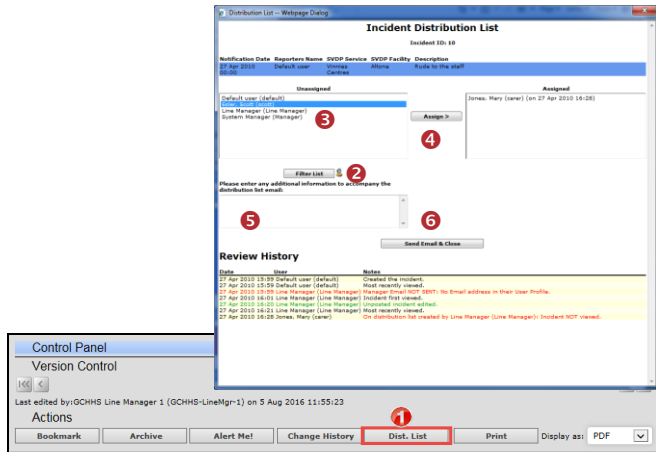 Distribution List -- Webpage Dialog
Incident Distribution List
Incident ID: 10
Notification Date Reporters Name SVDP Service SVDP Facility Description
27 Apr 2010 Default user Vinnies Altona Rude to the staff
00:00 Centres
Unassigned Assigned
Default user (default) Jones, Mary (carer) (on 27 Apr 2010 16:28)
Scott (scott)
Line Manager (Line Manager)
System Manager (Manager)
3
Assign >
4
Filter List 2
Please enter any additional information to accompany the
distribution list email:
5 6
Send Email & Close
Review History
Date User Notes
27 Apr 2010 15:59 Default user (default) Created the Incident.
27 Apr 2010 15:59 Default user (default) Most recently viewed.
27 Apr 2010 15:59 Line Manager (Line Manager) Manager Email NOT SENT: No Email address in their User Profile.
27 Apr 2010 16:01 Line Manager (Line Manager) Incident first viewed.
27 Apr 2010 16:20 Line Manager (Line Manager) Unposted incident edited.
27 Apr 2010 16:21 Line Manager (Line Manager) Most recently viewed.
27 Apr 2010 16:28 Jones, Mary (carer) On distribution list created by Line Manager (Line Manager): Incident NOT viewed.
Control Panel
Version Control
Last edited by:GCHHS Line Manager 1 (GCHHS-LineMgr-1) on 5 Aug 2016 11:55:23
Actions
1
Bookmark Archive Alert Me! Change History Dist. List Print Display as: PDF